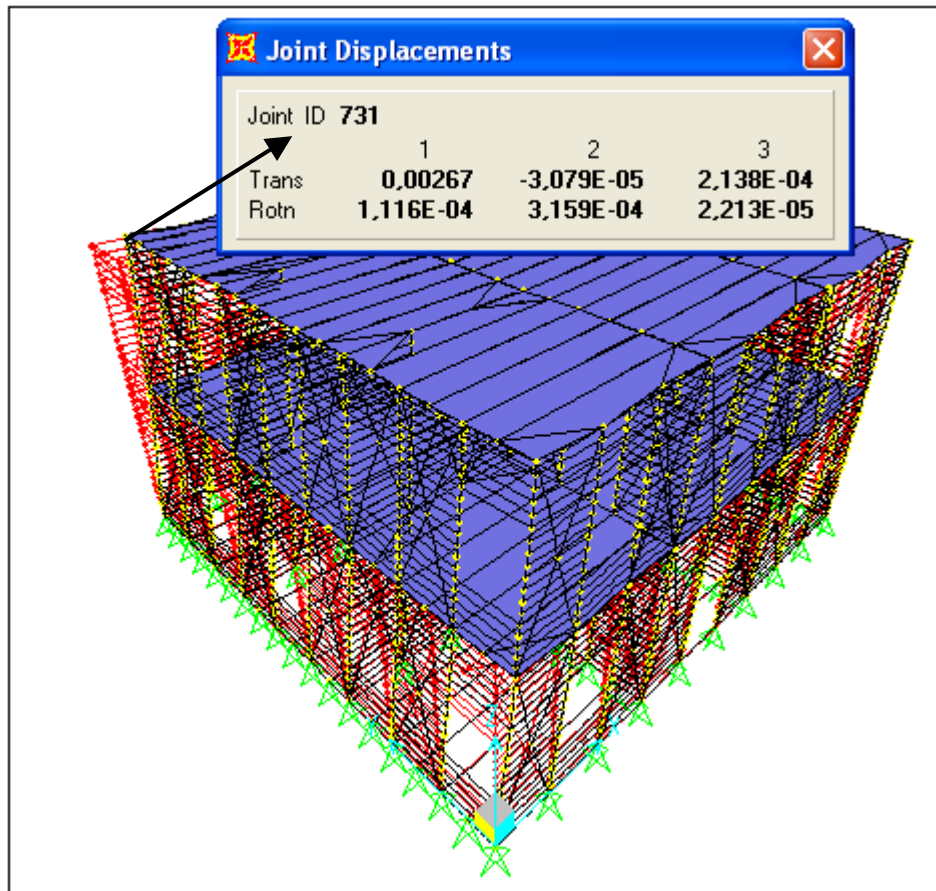 Joint Displacements
Joint ID 731
1 2 3
Trans 0,00267 -3,079E-05 2,138E-04
Rotn 1,116E-04 3,159E-04 2,213E-05